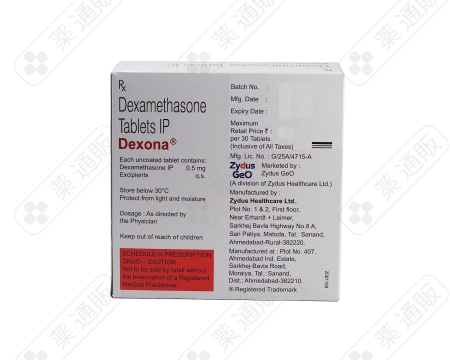 Rx
Dexamethasone
Tablets IP
Dexona®
Each uncoated tablet contains:
Dexamethasone IP 0.5 mg
Excipients q.s.
Store below 30°C
Protect from light and moisture
Dosage : As directed by
the Physician
Keep out of reach of children
SCHEDULE H PRESCRIPTION
DRUG – CAUTION
Not to be sold by retail without
the prescription of a Registered
Medical Practitioner.
Batch No. :
Mfg. Date :
Expiry Date :
Maximum
Retail Price ₹ :
per 30 Tablets
(Inclusive of All Taxes)
Mfg. Lic. No. : G/25A/4715-A
Zydus
GeO
Marketed by :
Zydus GeO
(A division of Zydus Healthcare Ltd.)
Manufactured by :
Zydus Healthcare Ltd.
Plot No. 1 & 2, First floor,
Near Erhardt + Leimer,
Sarkhej Bavla Highway No.8 A,
Sari Patiya, Matoda, Tal.: Sanand,
Ahmedabad-Rural-382220.
Manufactured at : Plot No. 407,
Ahmedabad Ind. Estate,
Sarkhej-Bavla Road,
Moraiya, Tal.: Sanand,
Dist.: Ahmedabad-382210.
® Registered Trademark
薬通販